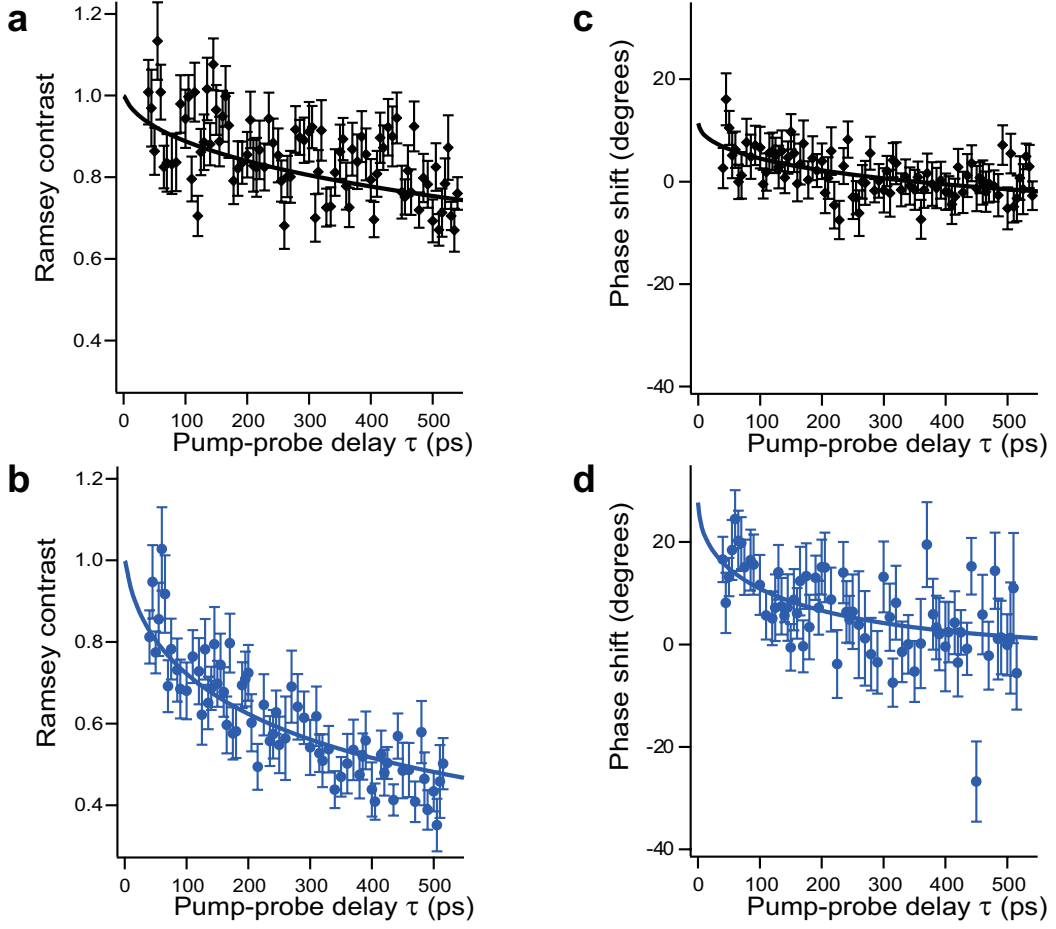 a
Ramsey contrast
1.2
1.0
0.8
0.6
0.4
0 100 200 300 400 500
Pump-probe delay τ (ps)
c
Phase shift (degrees)
20
0
-20
-40
0 100 200 300 400 500
Pump-probe delay τ (ps)
b
Ramsey contrast
1.2
1.0
0.8
0.6
0.4
0 100 200 300 400 500
Pump-probe delay τ (ps)
d
Phase shift (degrees)
20
0
-20
-40
0 100 200 300 400 500
Pump-probe delay τ (ps)